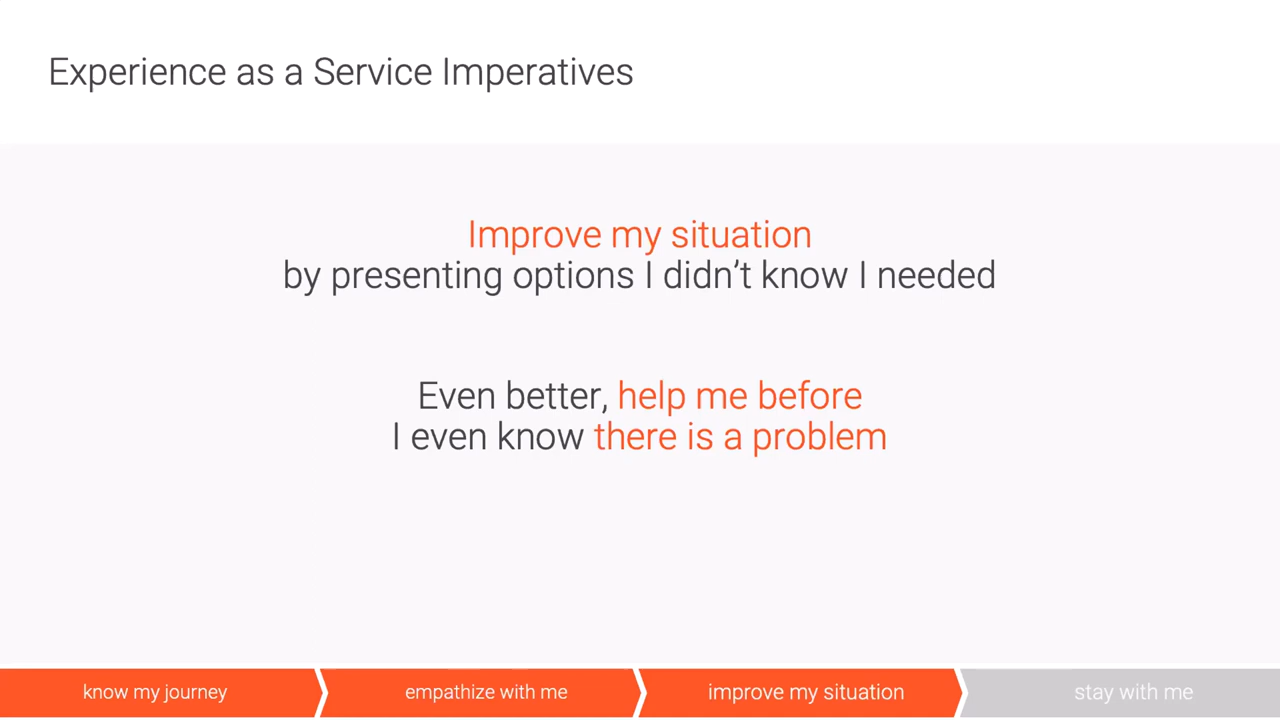 Experience as a Service Imperatives
Improve my situation
by presenting options I didn’t know I needed
Even better, help me before
I even know there is a problem
know my journey
empathize with me
improve my situation
stay with me